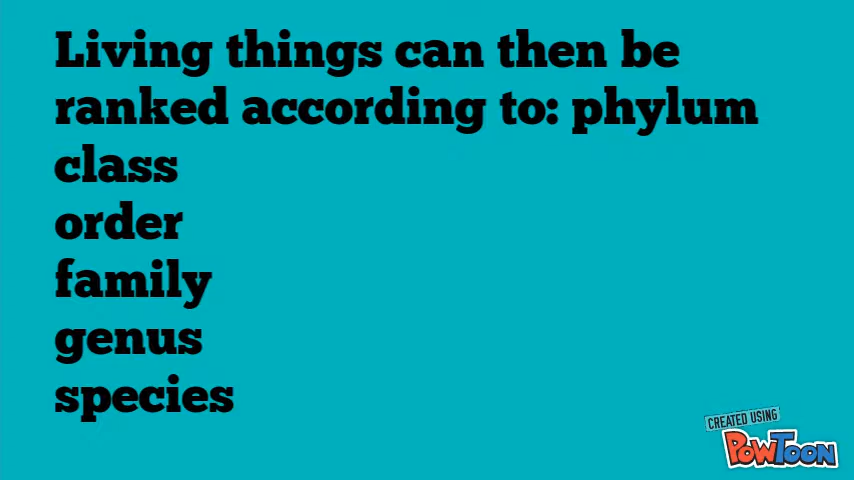 Living things can then be
ranked according to: phylum
class
order
family
genus
species
CREATED USING
POWTOON